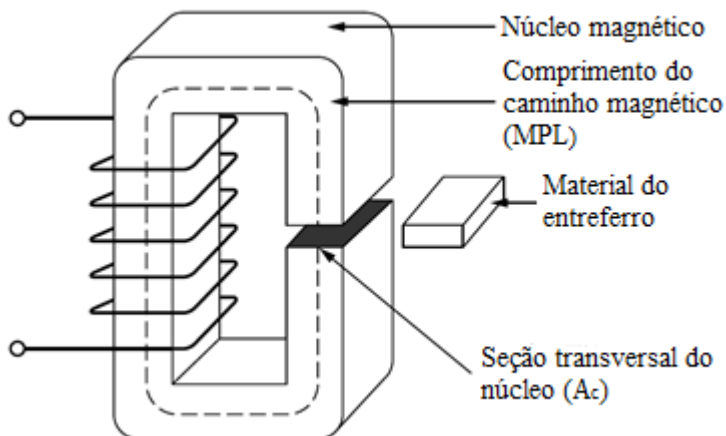 Núcleo magnético
Comprimento do
caminho magnético
(MPL)
Material do
entreferro
Seção transversal do
núcleo (Ac)